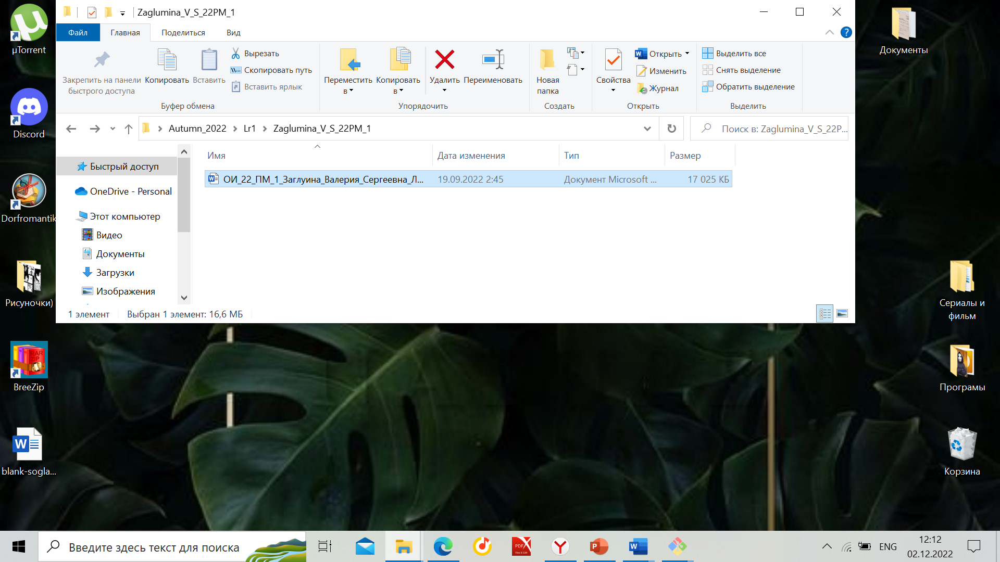 Zaglumina_V_S_22PM_1
Файл
Главная
Поделиться
Вид
Закрепить на панели
быстрого доступа
Копировать
Вставить
Вырезать
Скопировать путь
Вставить ярлык
Буфер обмена
Переместить
в
Копировать
в
Удалить
Переименовать
Упорядочить
Новая
папка
Создать
Свойства
Открыть
Изменить
Журнал
Открыть
Выделить все
Снять выделение
Обратить выделение
Выделить
Autumn_2022
Lr1
Zaglumina_V_S_22PM_1
Поиск в: Zaglumina_V_S_22P...
Имя
Дата изменения
Тип
Размер
ОИ_22_ПМ_1_Заглуина_Валерия_Сергеевна_Л...
19.09.2022 2:45
Документ Microsoft ...
17 025 КБ
Быстрый доступ
OneDrive - Personal
Этот компьютер
Видео
Документы
Загрузки
Изображения
1 элемент
Выбран 1 элемент: 16,6 МБ
µTorrent
Discord
Dorfromantik
Рисуночки)
RAR
ZIP
BreeZip
blank-sogla...
Документы
Сериалы и
фильм
Програмы
Корзина
Введите здесь текст для поиска
PDF
ENG
12:12
02.12.2022